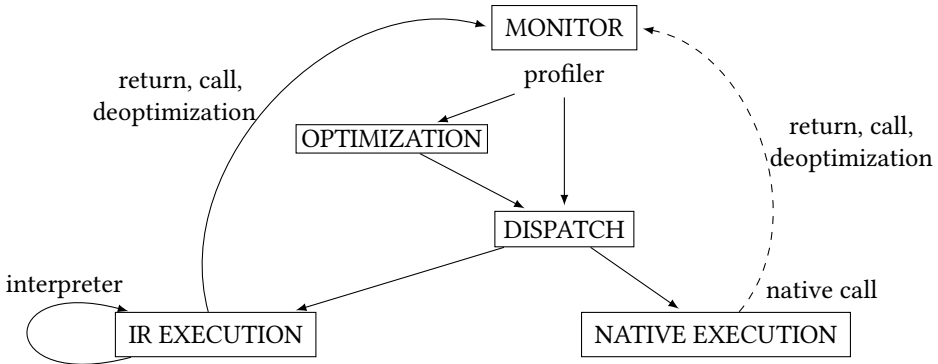 MONITOR
profiler
return, call,
deoptimization
OPTIMIZATION
return, call,
deoptimization
DISPATCH
interpreter
native call
IR EXECUTION
NATIVE EXECUTION